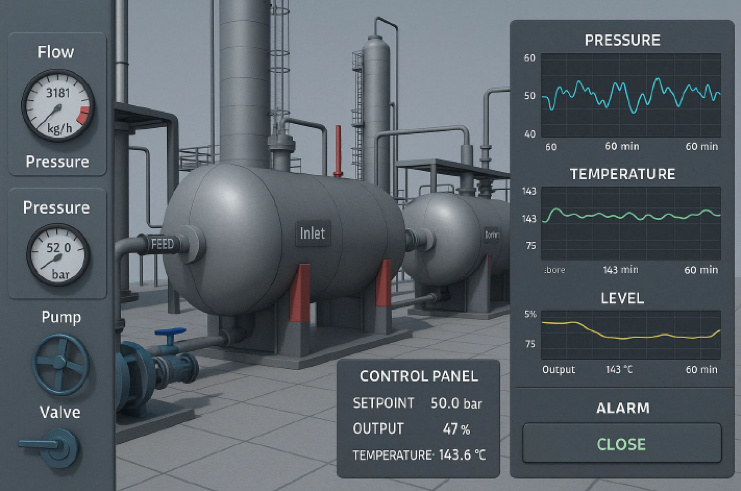 Flow
3181
kg/h
Pressure
Pressure
52 0
bar
Pump
Valve
FEED
Inlet
CONTROL PANEL
SETPOINT 50.0 bar
OUTPUT 47 %
TEMPERATURE· 143.6 °C
PRESSURE
60
50
40
60 60 min 60 min
TEMPERATURE
143
143
75
:bore 143 min 60 min
LEVEL
5%
75
Output 143 °C 60 min
ALARM
CLOSE